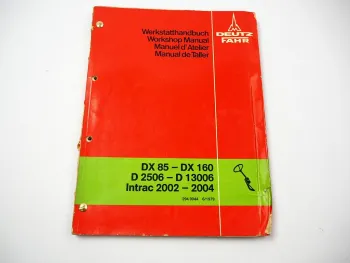 Werkstatthandbuch
Workshop Manual
Manuel d'Atelier
Manual de Taller
DEUTZ
FAHR
DX 85 – DX 160
D 2506 – D 13006
Intrac 2002 – 2004